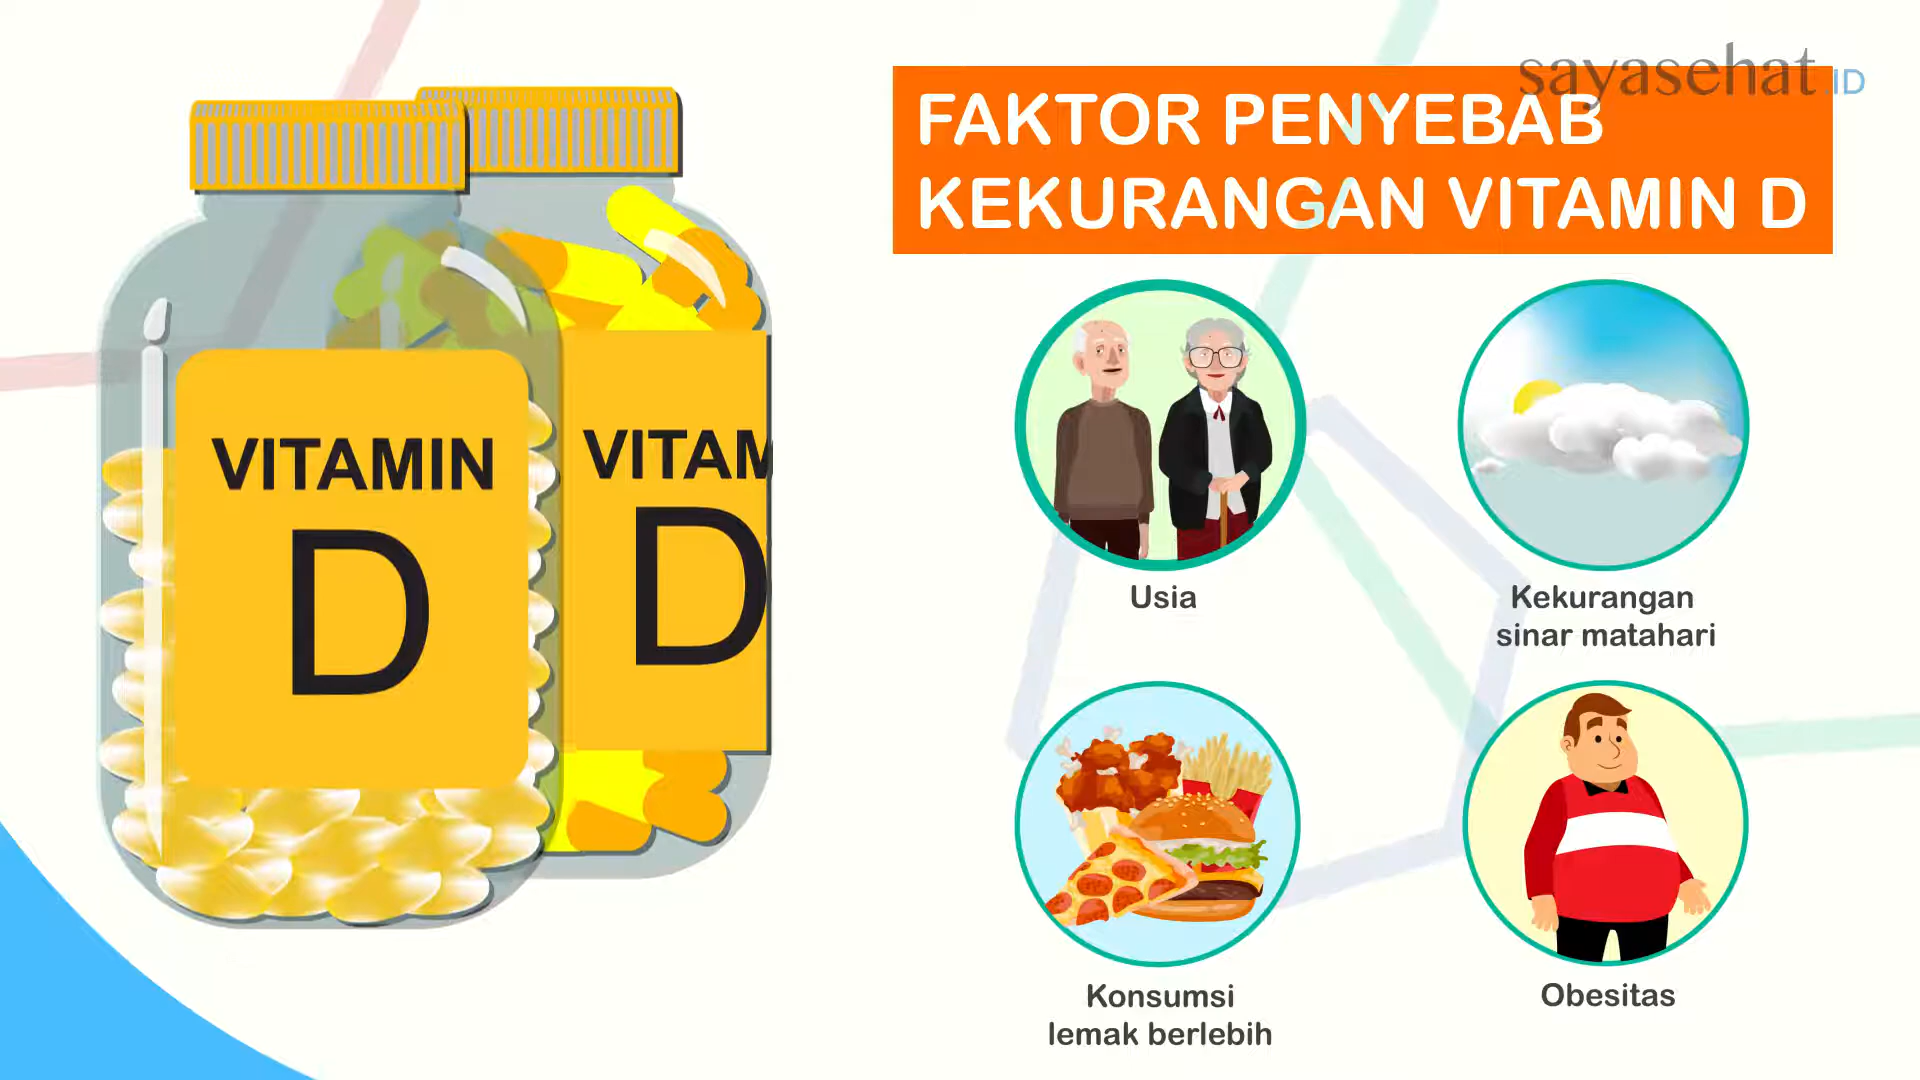 sayasehat.ID
FAKTOR PENYEBAB
KEKURANGAN VITAMIN D
VITAMIN
D
VITAM
D
Usia
Kekurangan
sinar matahari
Konsumsi
lemak berlebih
Obesitas